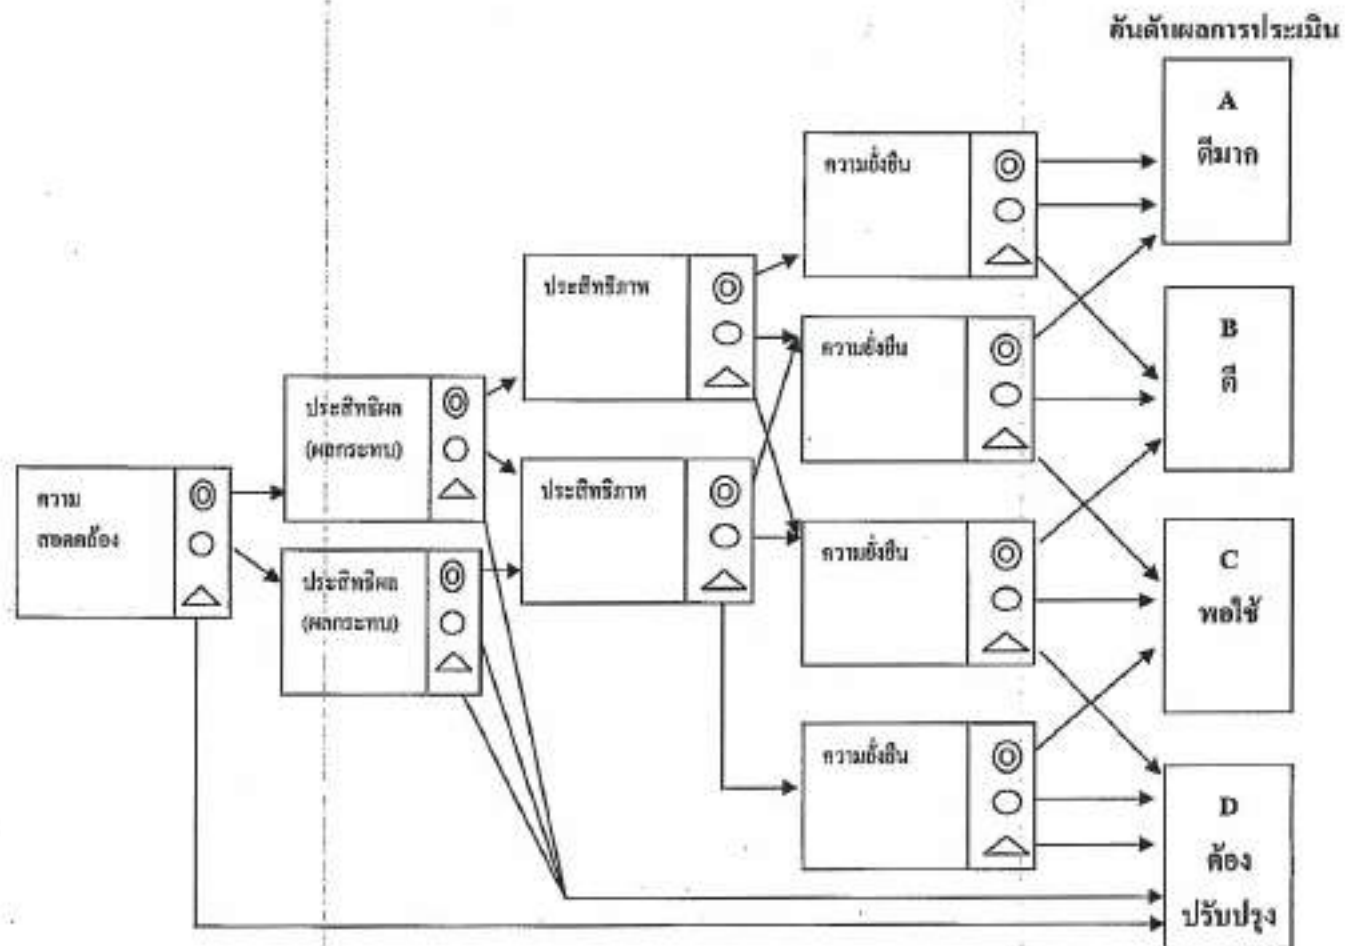 อันดับผลการประเมิน
A
ดีมาก
ความยั่งยืน
ประสิทธิภาพ
B
ดี
ความยั่งยืน
ประสิทธิผล
(ผลกระทบ)
ความ
สอดคล้อง
ประสิทธิภาพ
ประสิทธิผล
(ผลกระทบ)
ความยั่งยืน
C
พอใช้
ความยั่งยืน
D
ต้อง
ปรับปรุง